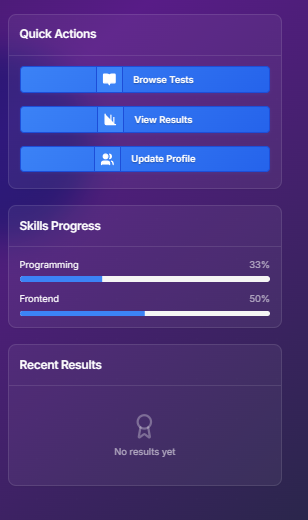 Quick Actions
Browse Tests
View Results
Update Profile
Skills Progress
Programming 33%
Frontend 50%
Recent Results
No results yet